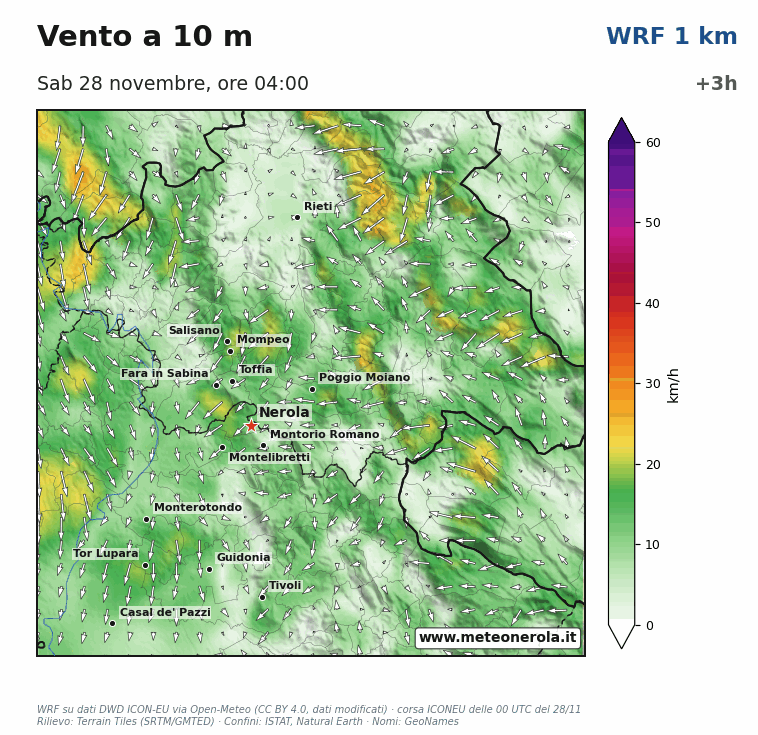 Vento a 10 m
WRF 1 km
Sab 28 novembre, ore 04:00
+3h
Rieti
Salisano
Mompeo
Fara in Sabina
Toffia
Poggio Moiano
Nerola
Montorio Romano
Montelibretti
Monterotondo
Tor Lupara
Guidonia
Tivoli
Casal de' Pazzi
www.meteonerola.it
60
50
40
30
20
10
0
km/h
WRF su dati DWD ICON-EU via Open-Meteo (CC BY 4.0, dati modificati) · corsa ICONEU delle 00 UTC del 28/11
Rilievo: Terrain Tiles (SRTM/GMTED) · Confini: ISTAT, Natural Earth · Nomi: GeoNames